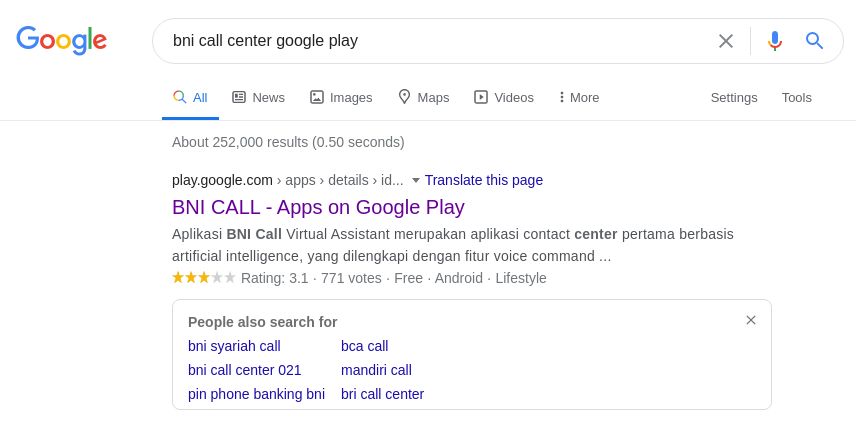 Google
bni call center google play
All News Images Maps Videos More Settings Tools
About 252,000 results (0.50 seconds)
play.google.com › apps › details › id... Translate this page
BNI CALL - Apps on Google Play
Aplikasi BNI Call Virtual Assistant merupakan aplikasi contact center pertama berbasis
artificial intelligence, yang dilengkapi dengan fitur voice command ...
Rating: 3.1 · 771 votes · Free · Android · Lifestyle
People also search for
bni syariah call bca call
bni call center 021 mandiri call
pin phone banking bni bri call center